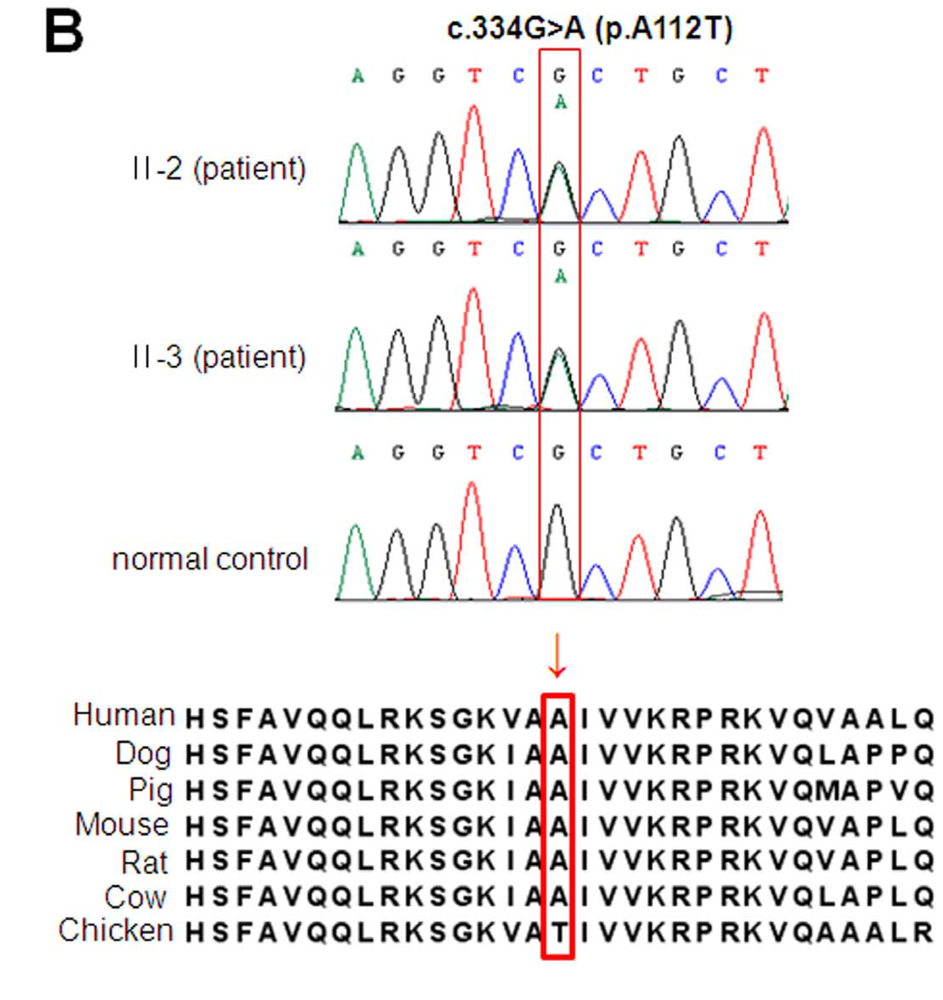 B
c.334G>A (p.A112T)
A G G T C G C T G C T
A
II-2 (patient)
A G G T C G C T G C T
A
II-3 (patient)
A G G T C G C T G C T
normal control
↓
Human HSFAVQQLRKSGKVAAIVVKRPRKVQVAALQ
Dog HSFAVQQLRKSGKIAAIVVKRPRKVQLAPPQ
Pig HSFAVQQLRKSGKIAAIVVKRPRKVQMAPVQ
Mouse HSFAVQQLRKSGKIAAIVVKRPRKVQVAPLQ
Rat HSFAVQQLRKSGKIAAIVVKRPRKVQVAPLQ
Cow HSFAVQQLRKSGKIAAIVVKRPRKVQLAPLQ
Chicken HSFAVQQLRKSGKVATIVVKRPRKVQAAALR